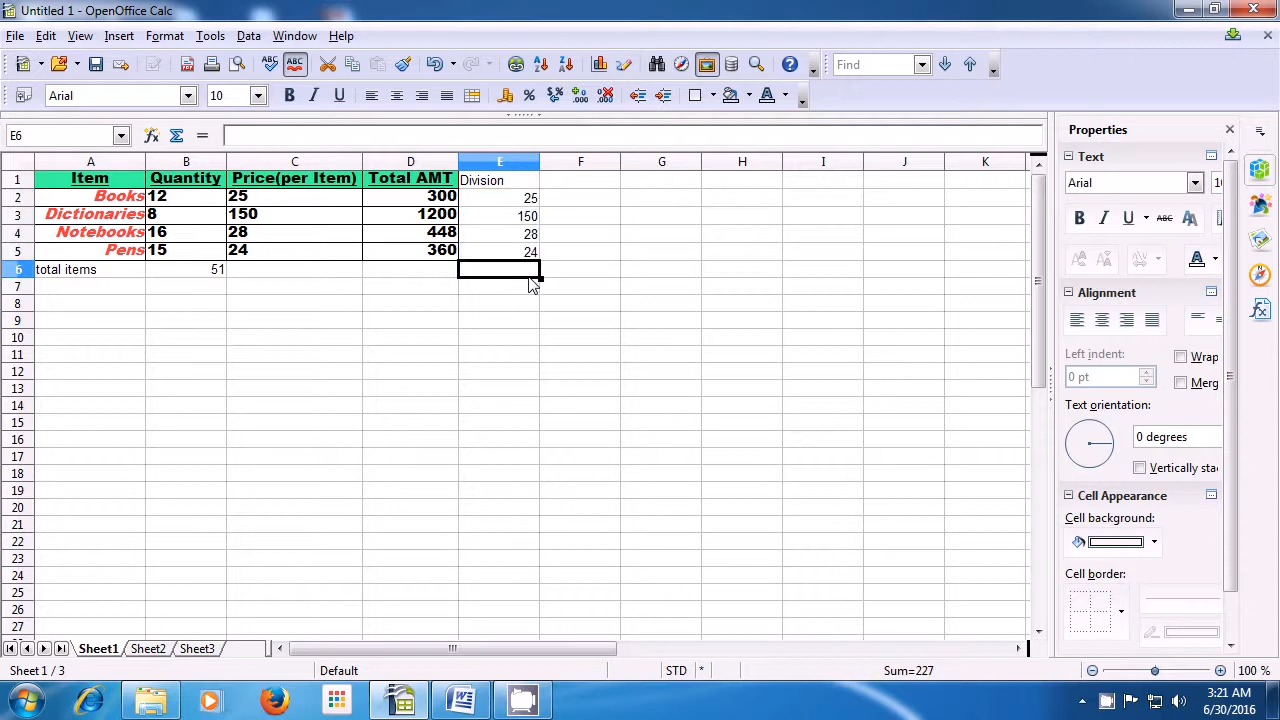 Untitled 1 - OpenOffice Calc
File Edit View Insert Format Tools Data Window Help
Find
Arial 10
E6
A B C D E F G H I J K
1 Item Quantity Price(per Item) Total AMT Division
2 Books 12 25 300 25
3 Dictionaries 8 150 1200 150
4 Notebooks 16 28 448 28
5 Pens 15 24 360 24
6 total items 51
7
8
9
10
11
12
13
14
15
16
17
18
19
20
21
22
23
24
25
26
27
Properties
Text
Arial 10
Alignment
Left indent: Wrap
0 pt Merg
Text orientation:
0 degrees
Vertically sta
Cell Appearance
Cell background:
Cell border:
Sheet1 Sheet2 Sheet3
Sheet 1 / 3 Default STD * Sum=227 100 %
3:21 AM
6/30/2016